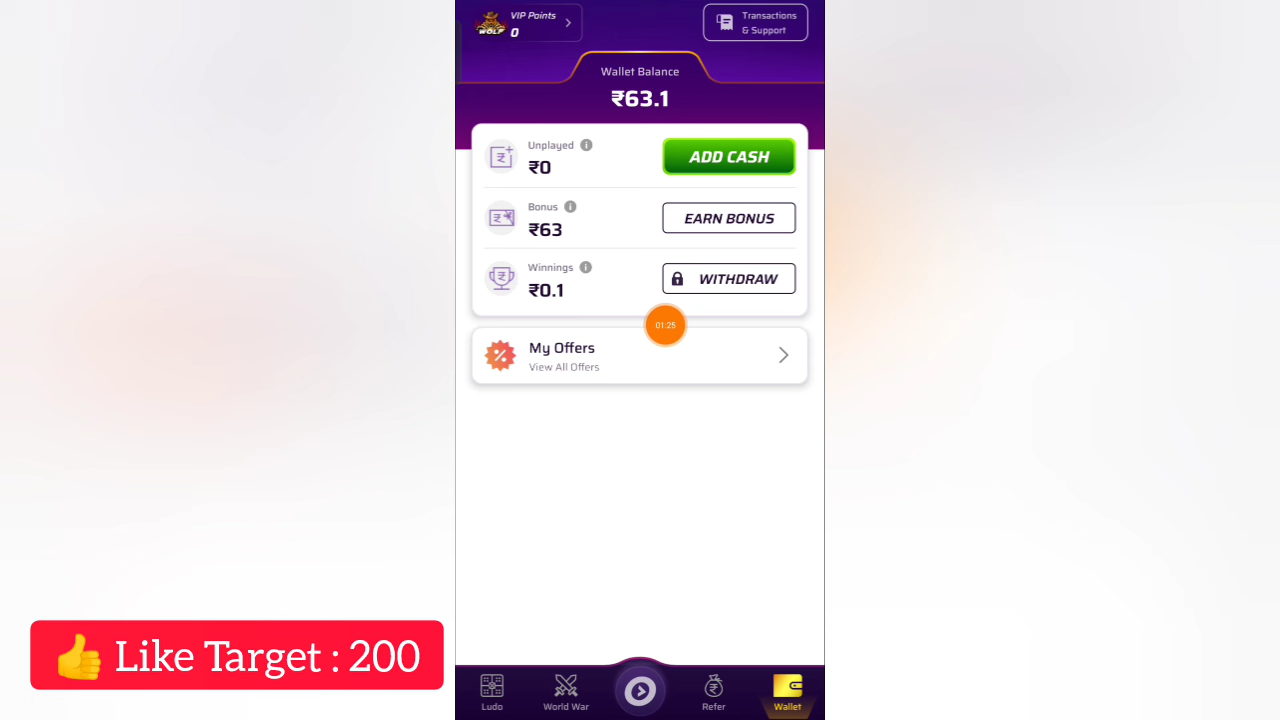 VIP Points
0
WOLF
Transactions
& Support
Wallet Balance
₹63.1
Unplayed
₹0
ADD CASH
Bonus
₹63
EARN BONUS
Winnings
₹0.1
WITHDRAW
01:25
My Offers
View All Offers
👍 Like Target : 200
Ludo
World War
Refer
Wallet